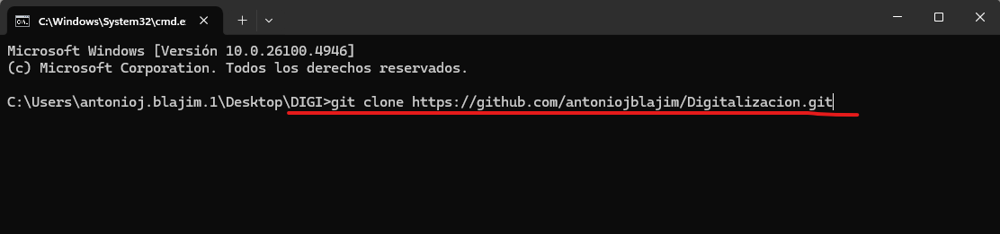 C:\Windows\System32\cmd.e
Microsoft Windows [Versión 10.0.26100.4946]
(c) Microsoft Corporation. Todos los derechos reservados.
C:\Users\antonioj.blajim.1\Desktop\DIGI>git clone https://github.com/antoniojblajim/Digitalizacion.git